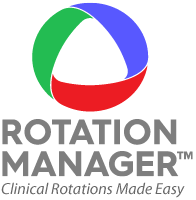 ROTATION
MANAGER™
Clinical Rotations Made Easy